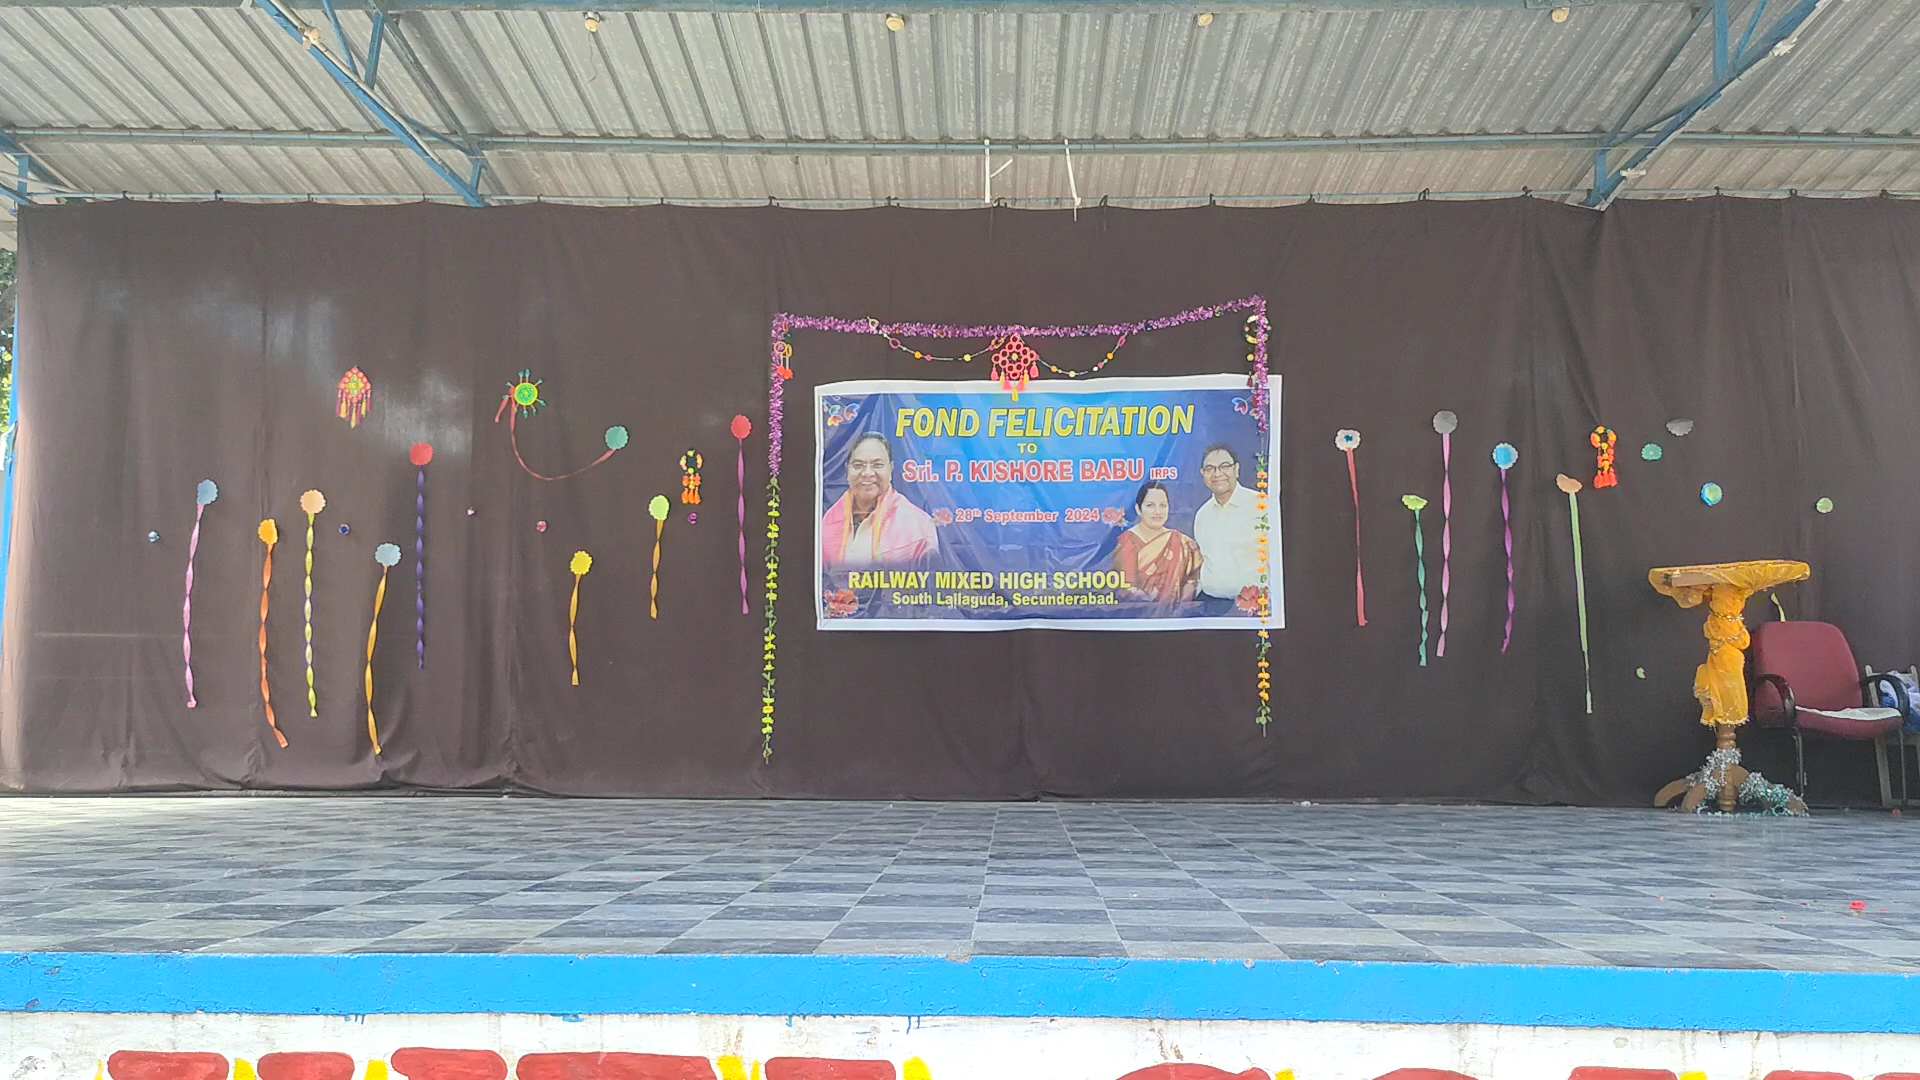 FOND FELICITATION
TO
Sri. P. KISHORE BABU IRPS
28th September 2024
RAILWAY MIXED HIGH SCHOOL
South Lallaguda, Secunderabad.